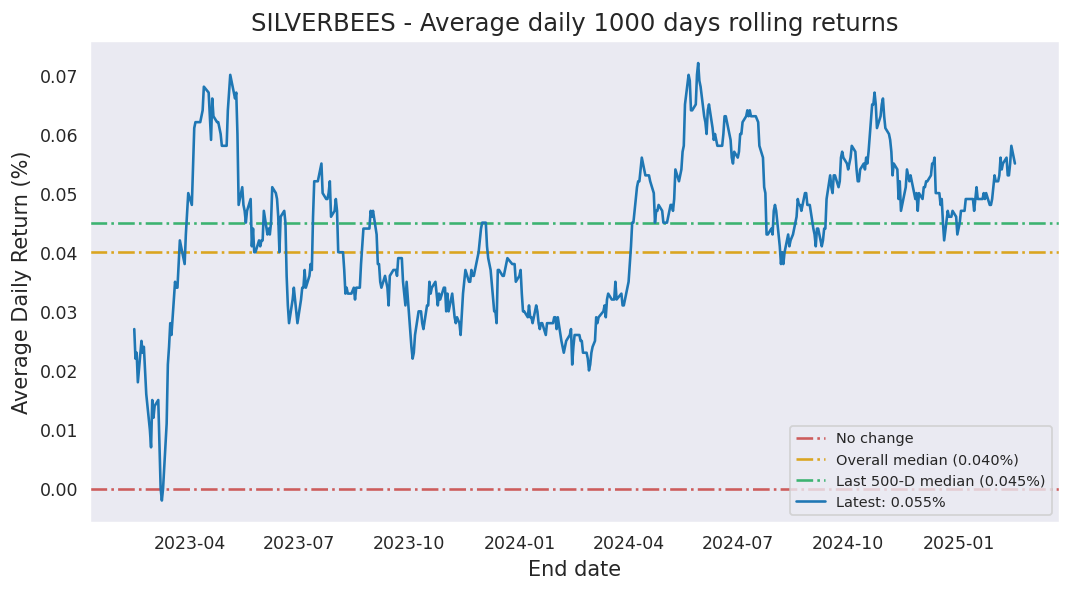 SILVERBEES - Average daily 1000 days rolling returns
Average Daily Return (%)
0.07
0.06
0.05
0.04
0.03
0.02
0.01
0.00
No change
Overall median (0.040%)
Last 500-D median (0.045%)
Latest: 0.055%
2023-04 2023-07 2023-10 2024-01 2024-04 2024-07 2024-10 2025-01
End date